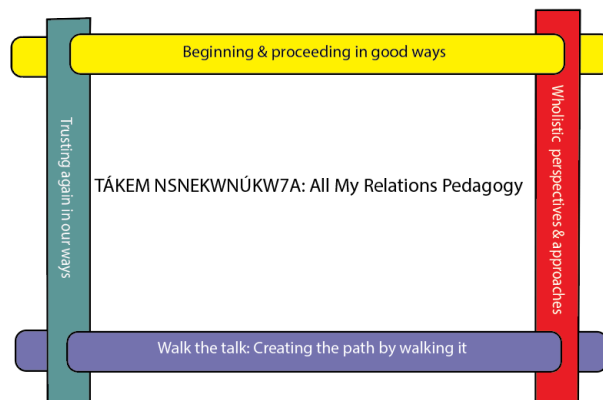 Beginning & proceeding in good ways
Trusting again in our ways
TÁKEM NSNEKWNÚKW7A: All My Relations Pedagogy
Wholistic perspectives & approaches
Walk the talk: Creating the path by walking it